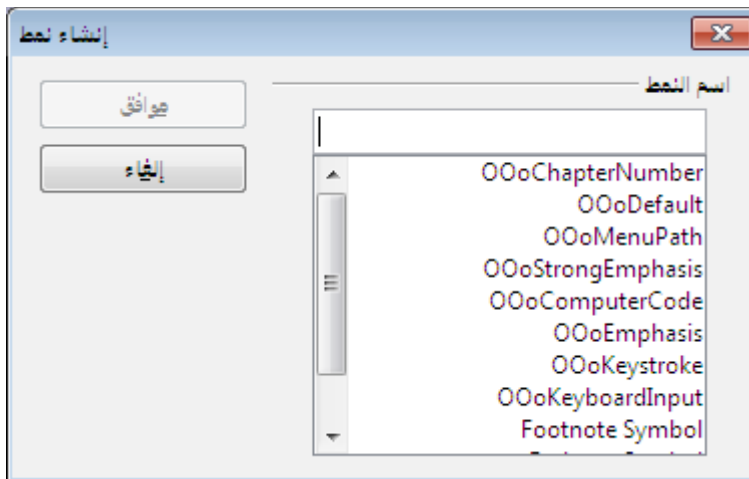 إنشاء نمط
اسم النمط
موافق
إلغاء
OOoChapterNumber
OOoDefault
OOoMenuPath
OOoStrongEmphasis
OOoComputerCode
OOoEmphasis
OOoKeystroke
OOoKeyboardInput
Footnote Symbol